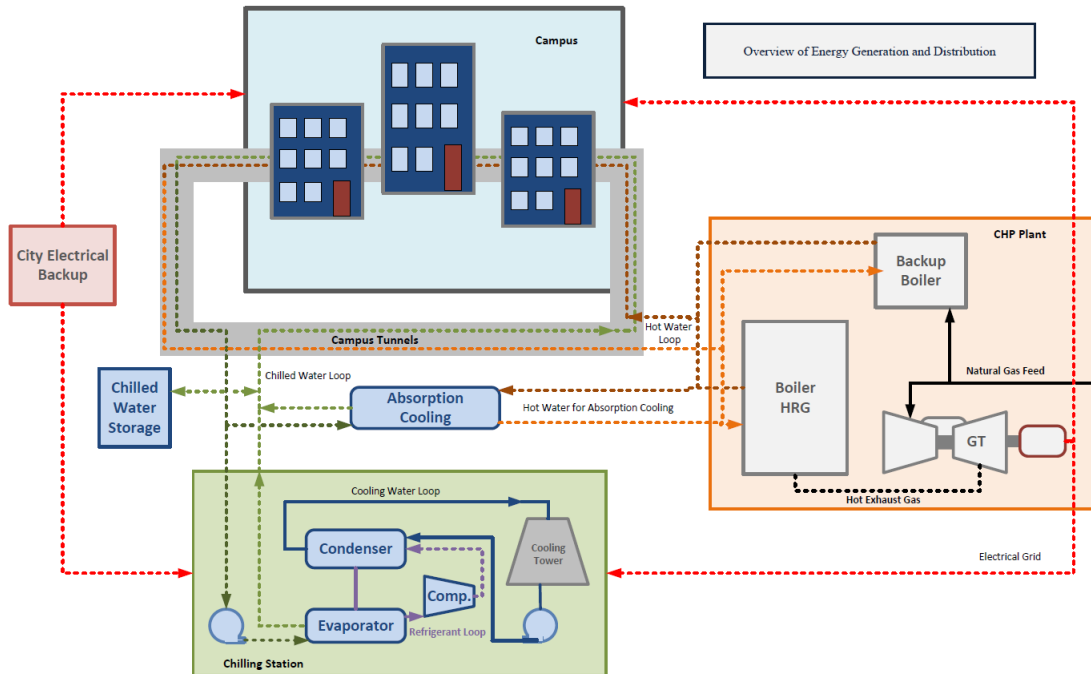 Campus
Overview of Energy Generation and Distribution
City Electrical
Backup
CHP Plant
Backup
Boiler
Hot Water
Loop
Campus Tunnels
Chilled Water Loop
Natural Gas Feed
Chilled
Water
Storage
Absorption
Cooling
Hot Water for Absorption Cooling
Boiler
HRG
GT
Hot Exhaust Gas
Cooling Water Loop
Condenser
Cooling
Tower
Electrical Grid
Comp.
Evaporator
Refrigerant Loop
Chilling Station